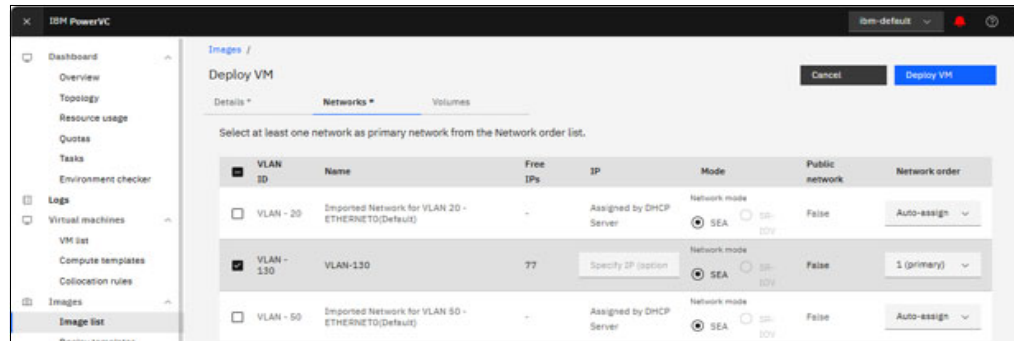 IBM PowerVC
ibm-default
Dashboard
Overview
Topology
Resource usage
Quotas
Tasks
Environment checker
Logs
Virtual machines
VM list
Compute templates
Collocation rules
Images
Image list
Deploy templates
Images /
Deploy VM
Cancel
Deploy VM
Details *
Networks *
Volumes
Select at least one network as primary network from the Network order list.
VLAN ID
Name
Free IPs
IP
Mode
Public network
Network order
VLAN - 20
Imported Network for VLAN 20 -
ETHERNET0(Default)
-
Assigned by DHCP
Server
Network mode
SEA
SR-
IOV
False
Auto-assign
VLAN -
130
VLAN-130
77
Specify IP (option
Network mode
SEA
SR-
IOV
False
1 (primary)
VLAN - 50
Imported Network for VLAN 50 -
ETHERNET0(Default)
-
Assigned by DHCP
Server
Network mode
SEA
SR-
IOV
False
Auto-assign